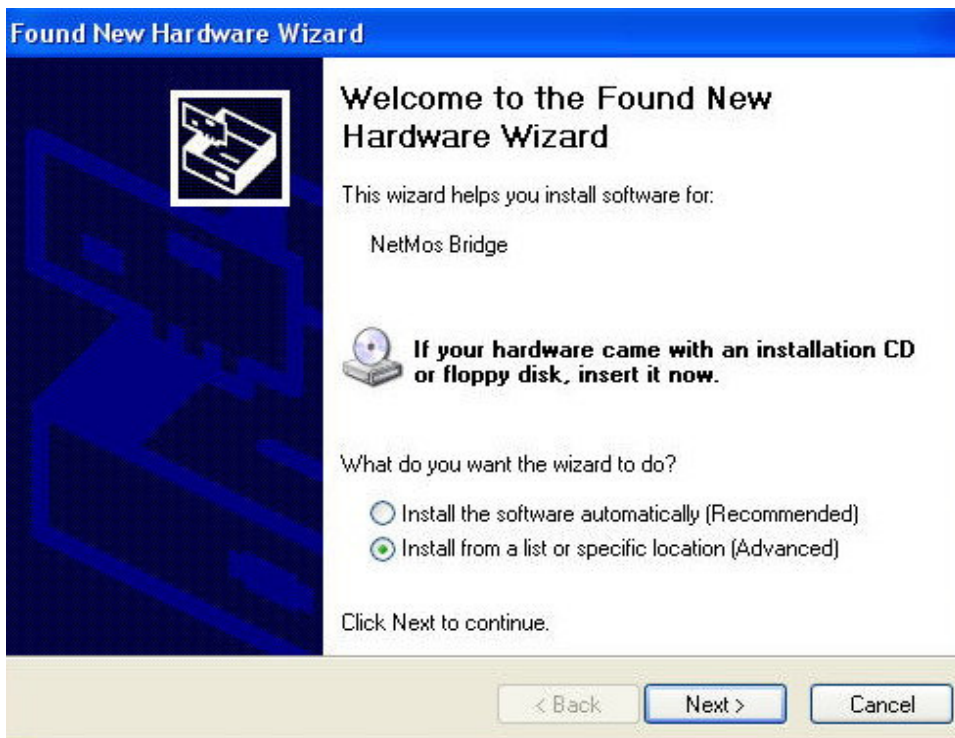 Found New Hardware Wizard
Welcome to the Found New
Hardware Wizard
This wizard helps you install software for:
NetMos Bridge
If your hardware came with an installation CD
or floppy disk, insert it now.
What do you want the wizard to do?
Install the software automatically (Recommended)
Install from a list or specific location (Advanced)
Click Next to continue.
< Back Next > Cancel